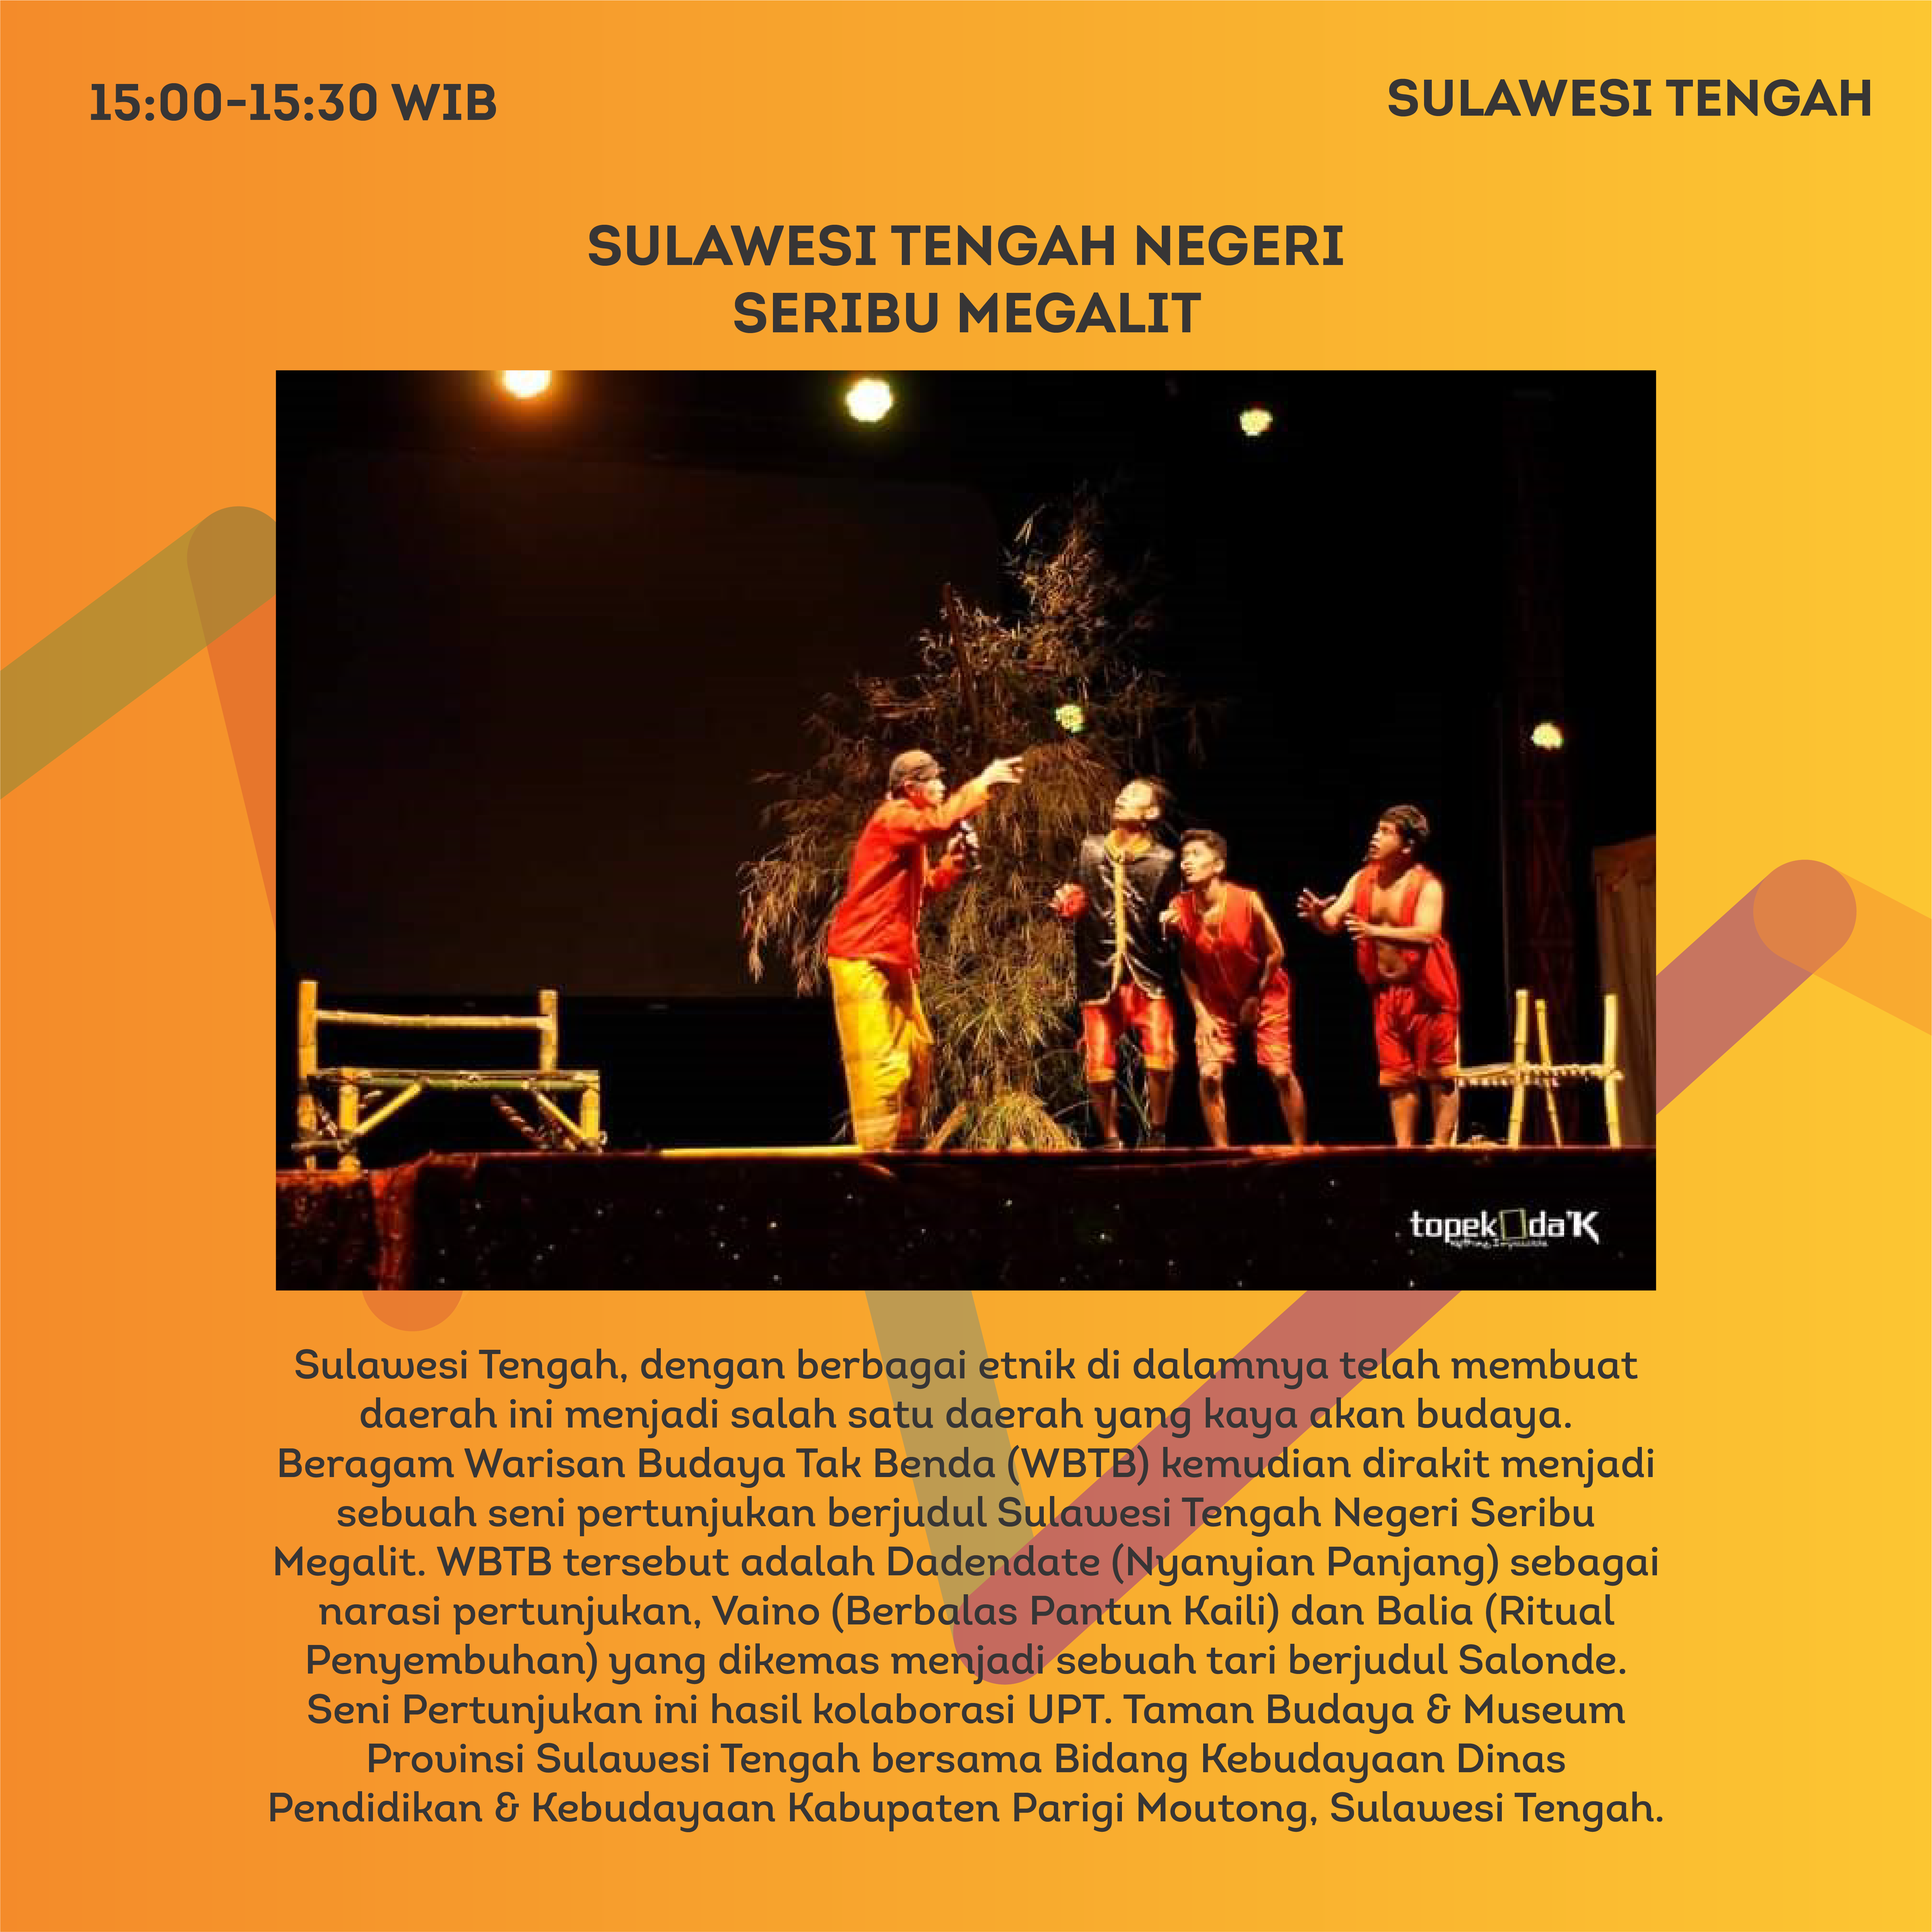 15:00-15:30 WIB
SULAWESI TENGAH
SULAWESI TENGAH NEGERI
SERIBU MEGALIT
topek da'K
Sulawesi Tengah, dengan berbagai etnik di dalamnya telah membuat
daerah ini menjadi salah satu daerah yang kaya akan budaya.
Beragam Warisan Budaya Tak Benda (WBTB) kemudian dirakit menjadi
sebuah seni pertunjukan berjudul Sulawesi Tengah Negeri Seribu
Megalit. WBTB tersebut adalah Dadendate (Nyanyian Panjang) sebagai
narasi pertunjukan, Vaino (Berbalas Pantun Kaili) dan Balia (Ritual
Penyembuhan) yang dikemas menjadi sebuah tari berjudul Salonde.
Seni Pertunjukan ini hasil kolaborasi UPT. Taman Budaya & Museum
Provinsi Sulawesi Tengah bersama Bidang Kebudayaan Dinas
Pendidikan & Kebudayaan Kabupaten Parigi Moutong, Sulawesi Tengah.